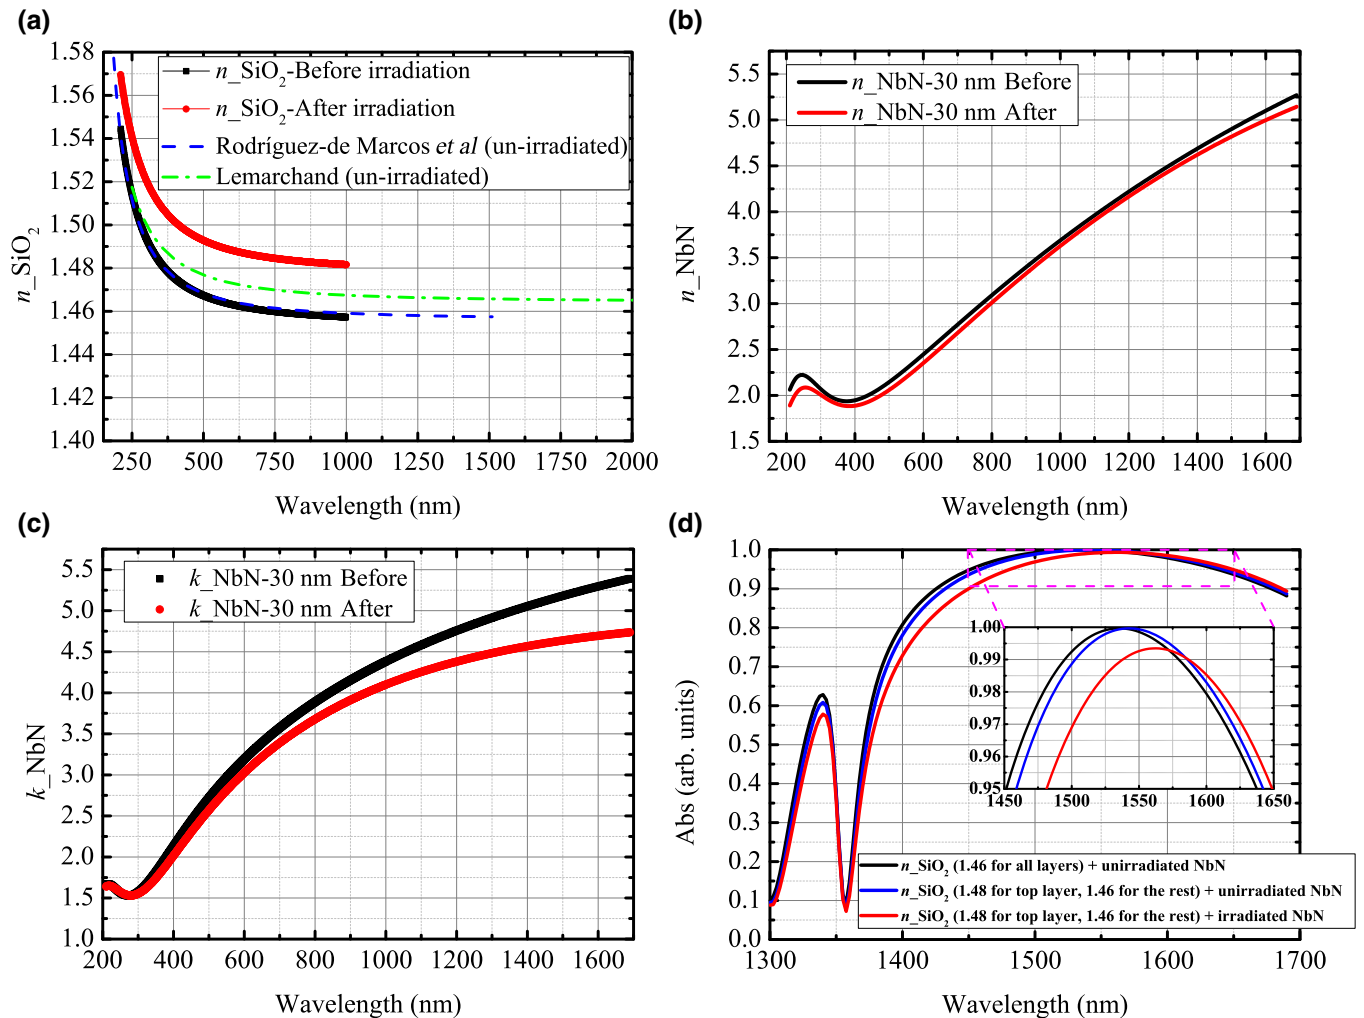 (a)
1.58
1.56
1.54
1.52
1.50
1.48
1.46
1.44
1.42
1.40
n_SiO2
n_SiO2-Before irradiation
n_SiO2-After irradiation
Rodríguez-de Marcos et al (un-irradiated)
Lemarchand (un-irradiated)
250 500 750 1000 1250 1500 1750 2000
Wavelength (nm)
(b)
5.5
5.0
4.5
4.0
3.5
3.0
2.5
2.0
1.5
n_NbN
n_NbN-30 nm Before
n_NbN-30 nm After
200 400 600 800 1000 1200 1400 1600
Wavelength (nm)
(c)
5.5
5.0
4.5
4.0
3.5
3.0
2.5
2.0
1.5
1.0
k_NbN
k_NbN-30 nm Before
k_NbN-30 nm After
200 400 600 800 1000 1200 1400 1600
Wavelength (nm)
(d)
1.0
0.9
0.8
0.7
0.6
0.5
0.4
0.3
0.2
0.1
0.0
Abs (arb. units)
1.00
0.99
0.98
0.97
0.96
0.95
1450 1500 1550 1600 1650
n_SiO2 (1.46 for all layers) + unirradiated NbN
n_SiO2 (1.48 for top layer, 1.46 for the rest) + unirradiated NbN
n_SiO2 (1.48 for top layer, 1.46 for the rest) + irradiated NbN
1300 1400 1500 1600 1700
Wavelength (nm)